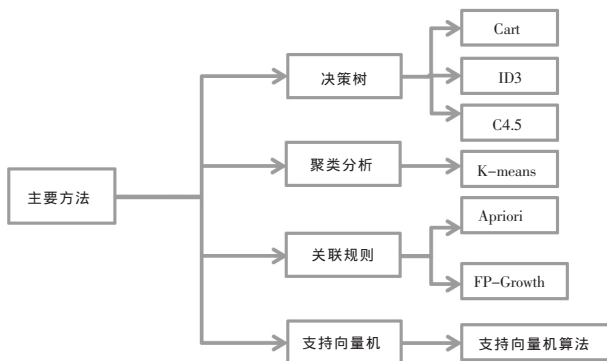 主要方法
决策树
Cart
ID3
C4.5
聚类分析
K-means
关联规则
Apriori
FP-Growth
支持向量机
支持向量机算法